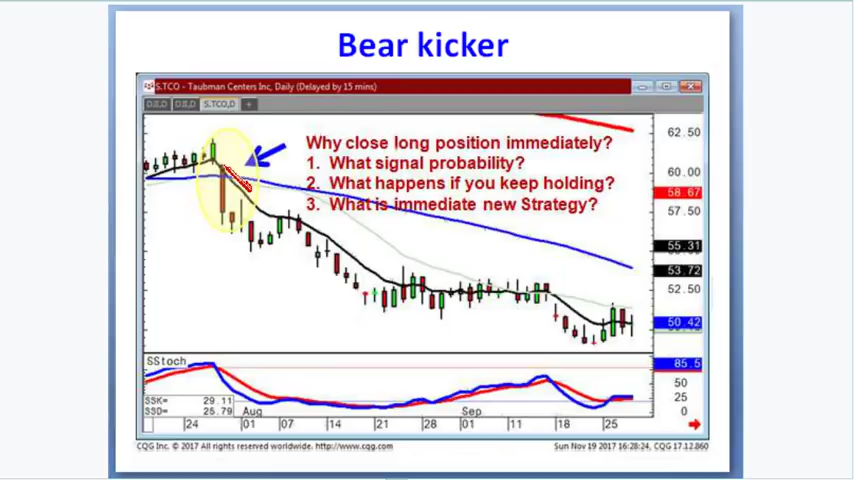 Bear kicker
S.TCO - Taubman Centers Inc, Daily (Delayed by 15 mins)
S.TCO,D
+
Why close long position immediately?
1. What signal probability?
2. What happens if you keep holding?
3. What is immediate new Strategy?
62.50
60.00
58.67
57.50
55.31
53.72
52.50
50.42
SStoch
85.5
50
25
0
SSK= 29.11
SSD= 25.79
24 Aug 01 07 14 21 28 Sep 01 11 18 25
CQG Inc. © 2017 All rights reserved worldwide. http://www.cqg.com
Sun Nov 19 2017 16:28:24, CQG 17.12.860